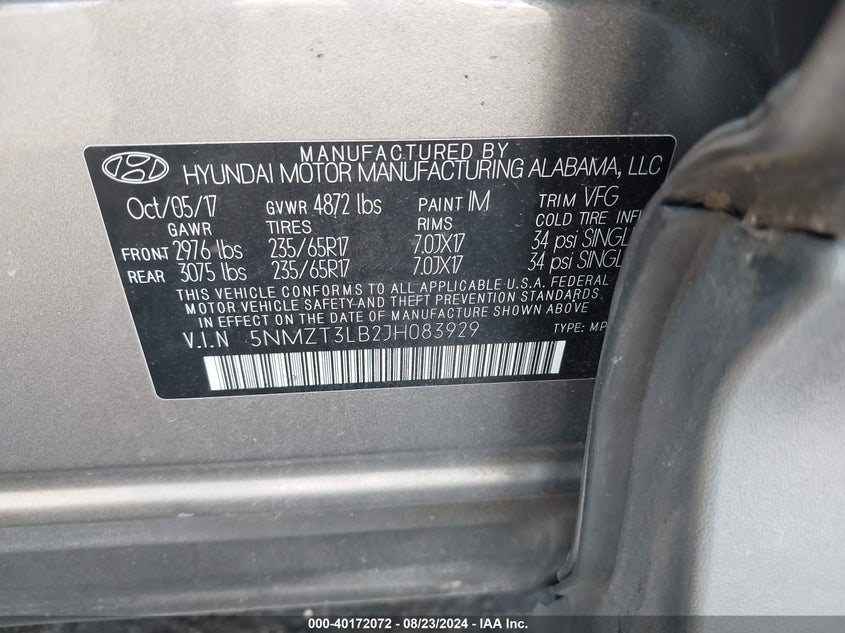 MANUFACTURED BY
HYUNDAI MOTOR MANUFACTURING ALABAMA, LLC
Oct/05/17 GVWR 4872 lbs PAINT IM TRIM VFG
GAWR TIRES RIMS COLD TIRE INFL
FRONT 2976 lbs 235/65R17 7.0JX17 34 psi SINGL
REAR 3075 lbs 235/65R17 7.0JX17 34 psi SINGL
THIS VEHICLE CONFORMS TO ALL APPLICABLE U.S.A. FEDERAL
MOTOR VEHICLE SAFETY AND THEFT PREVENTION STANDARDS
IN EFFECT ON THE DATE OF MANUFACTURE SHOWN ABOVE
V.I.N 5NMZT3LB2JH083929 TYPE: MP
000-40172072 - 08/23/2024 - IAA Inc.